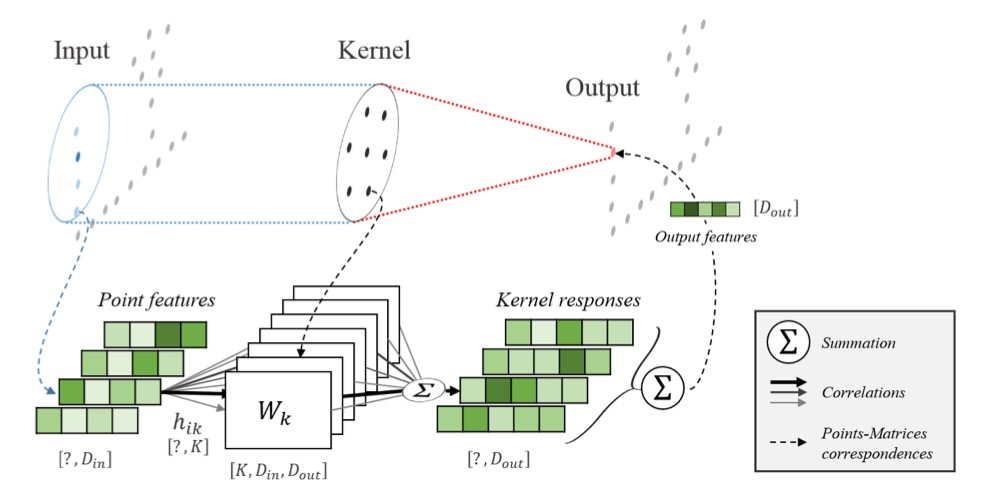 Input
Kernel
Output
[D_out]
Output features
Point features
Kernel responses
Σ
Summation
Correlations
Points-Matrices
correspondences
W_k
Σ
Σ
h_ik
[?, K]
[?, D_in]
[K, D_in, D_out]
[?, D_out]